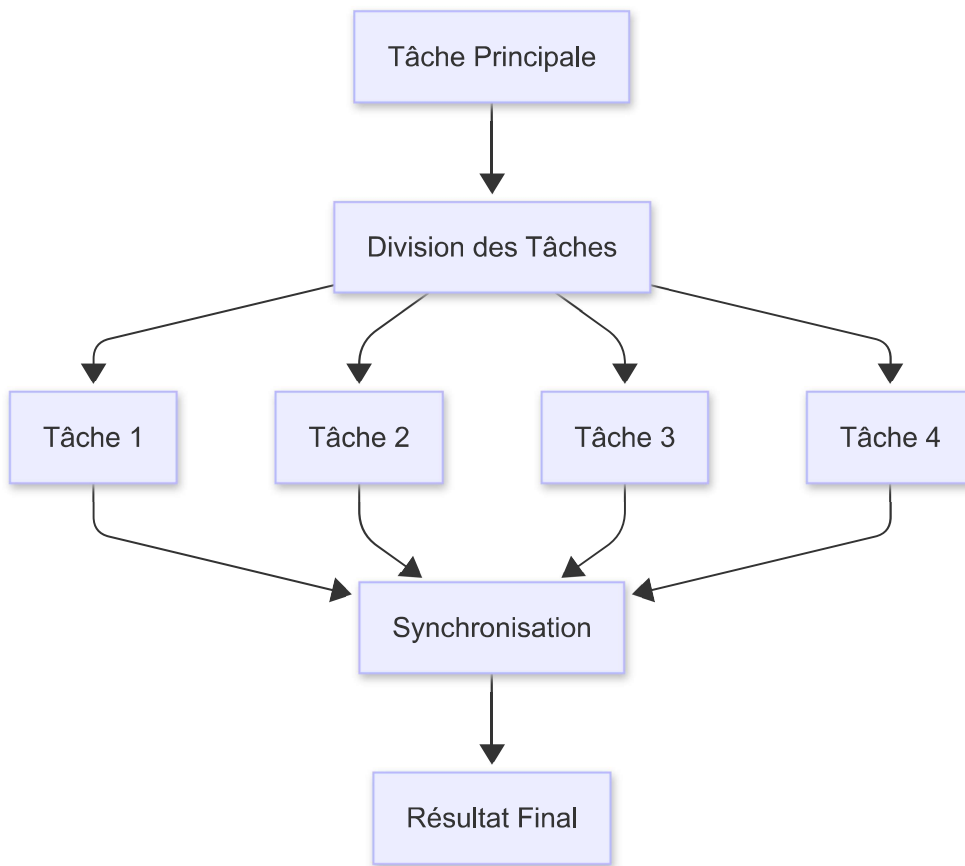 Tâche Principale
Division des Tâches
Tâche 1
Tâche 2
Tâche 3
Tâche 4
Synchronisation
Résultat Final